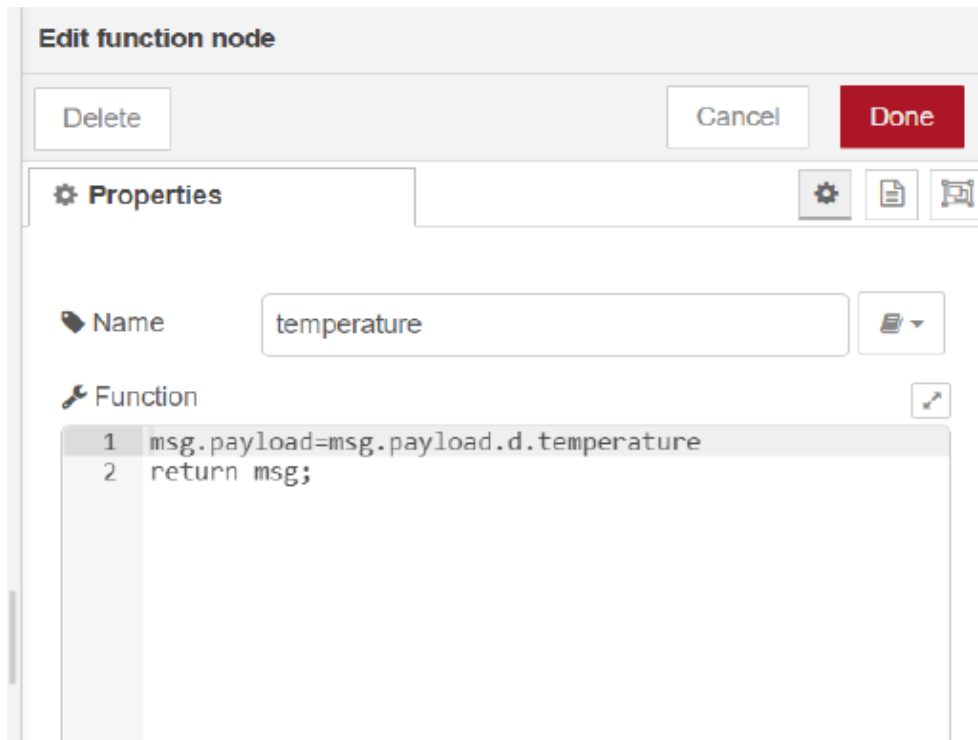 Edit function node
Delete Cancel Done
Properties
Name temperature
Function
1 msg.payload=msg.payload.d.temperature
2 return msg;